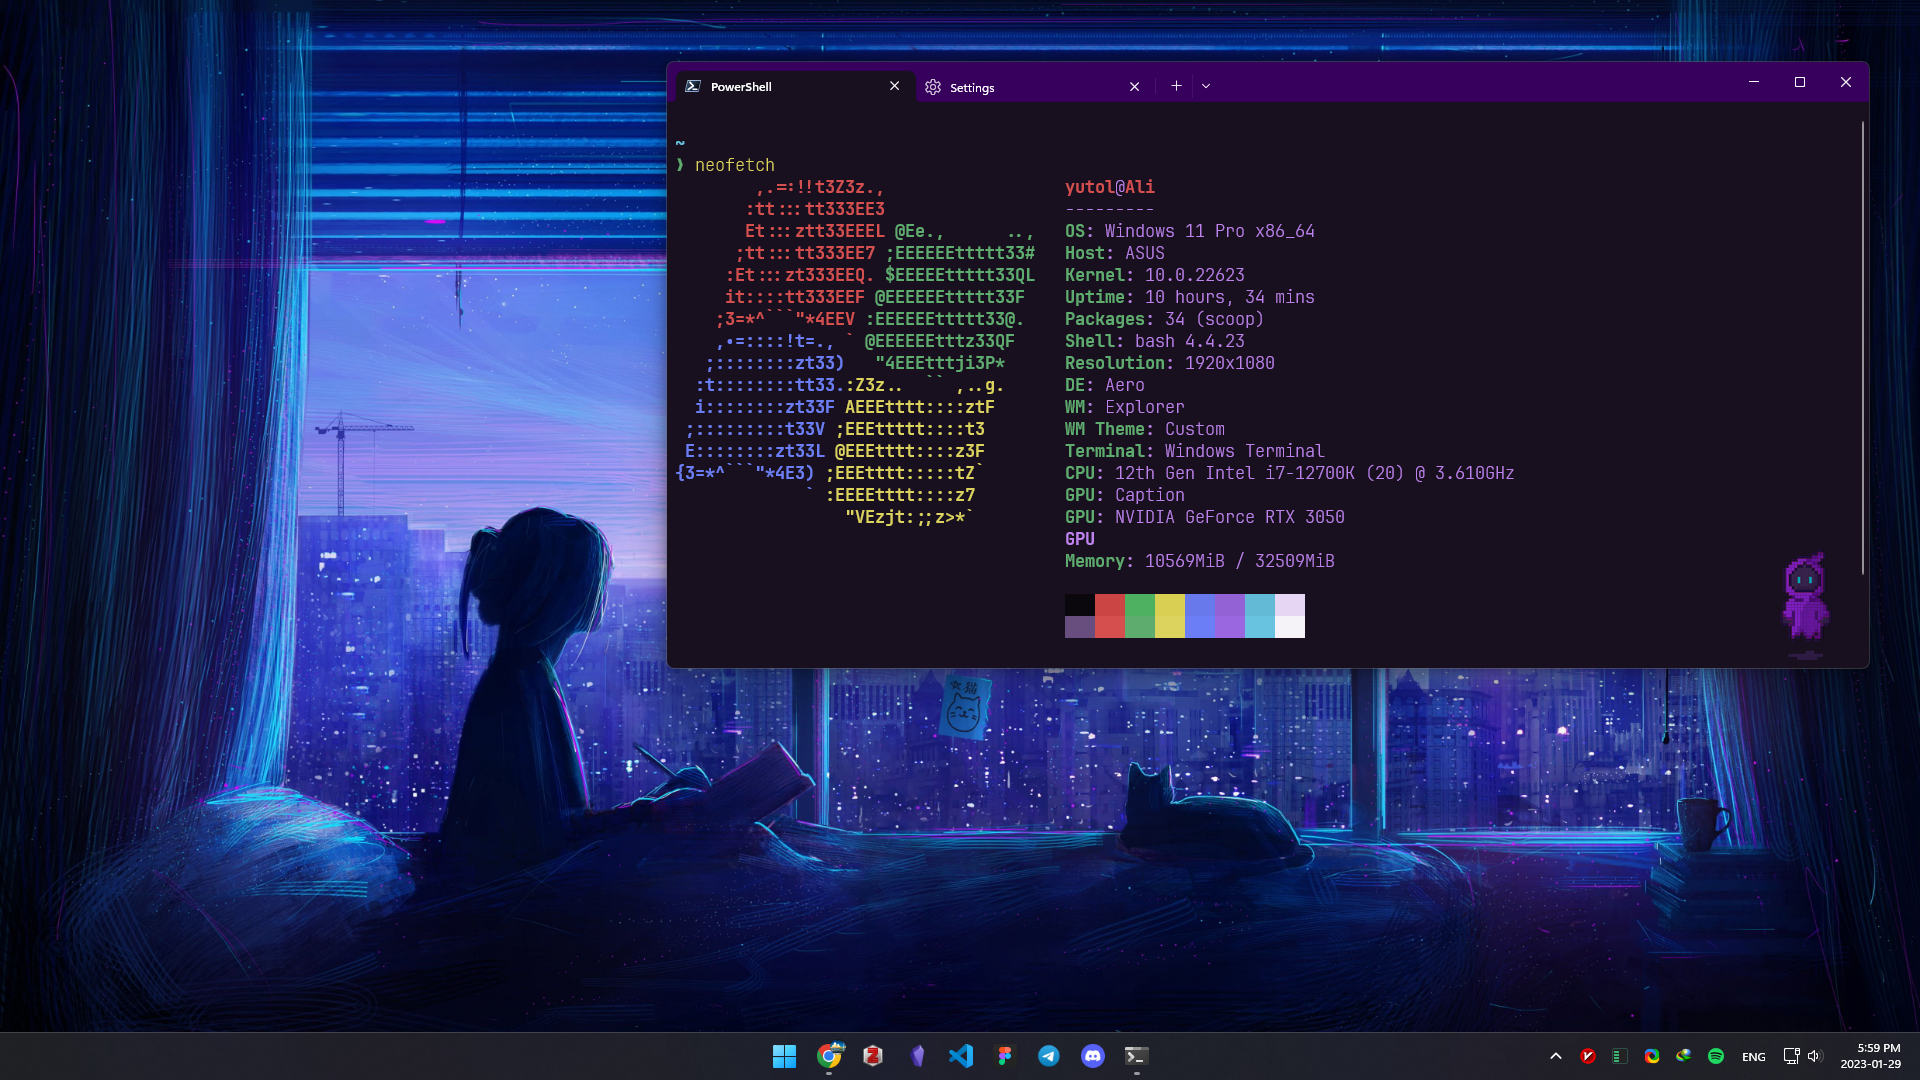 PowerShell
Settings
~
❯ neofetch
        ,.=:!!t3Z3z.,                  yutol@Ali
       :tt:::tt333EE3                  ---------
       Et:::ztt33EEEL @Ee.,      ..,   OS: Windows 11 Pro x86_64
      ;tt:::tt333EE7 ;EEEEEEttttt33#   Host: ASUS
     :Et:::zt333EEQ. $EEEEEttttt33QL   Kernel: 10.0.22623
     it::::tt333EEF @EEEEEEttttt33F    Uptime: 10 hours, 34 mins
    ;3=*^```"*4EEV :EEEEEEttttt33@.    Packages: 34 (scoop)
    ,.=::::!t=., ` @EEEEEEtttz33QF     Shell: bash 4.4.23
   ;::::::::zt33)   "4EEEtttji3P*      Resolution: 1920x1080
  :t::::::::tt33.:Z3z..  `` ,..g.      DE: Aero
  i::::::::zt33F AEEEtttt::::ztF       WM: Explorer
 ;:::::::::t33V ;EEEttttt::::t3        WM Theme: Custom
 E::::::::zt33L @EEEtttt::::z3F        Terminal: Windows Terminal
{3=*^```"*4E3) ;EEEtttt:::::tZ`        CPU: 12th Gen Intel i7-12700K (20) @ 3.610GHz
             ` :EEEEtttt::::z7         GPU: Caption
                 "VEzjt:;;z>*`         GPU: NVIDIA GeForce RTX 3050
GPU
Memory: 10569MiB / 32509MiB
猫
ENG
5:59 PM
2023-01-29